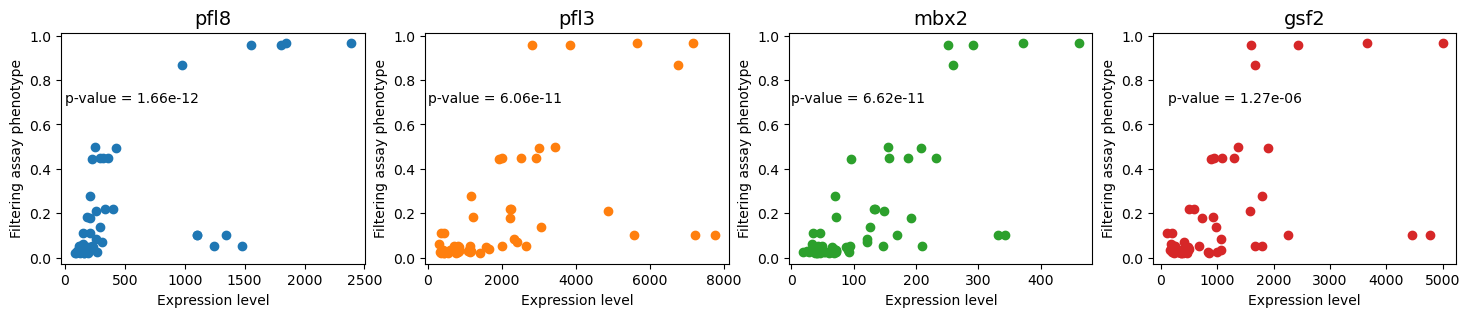 pfl8
Filtering assay phenotype
1.0
0.8
0.6
0.4
0.2
0.0
p-value = 1.66e-12
0 500 1000 1500 2000 2500
Expression level
pfl3
Filtering assay phenotype
1.0
0.8
0.6
0.4
0.2
0.0
p-value = 6.06e-11
0 2000 4000 6000 8000
Expression level
mbx2
Filtering assay phenotype
1.0
0.8
0.6
0.4
0.2
0.0
p-value = 6.62e-11
0 100 200 300 400
Expression level
gsf2
Filtering assay phenotype
1.0
0.8
0.6
0.4
0.2
0.0
p-value = 1.27e-06
0 1000 2000 3000 4000 5000
Expression level